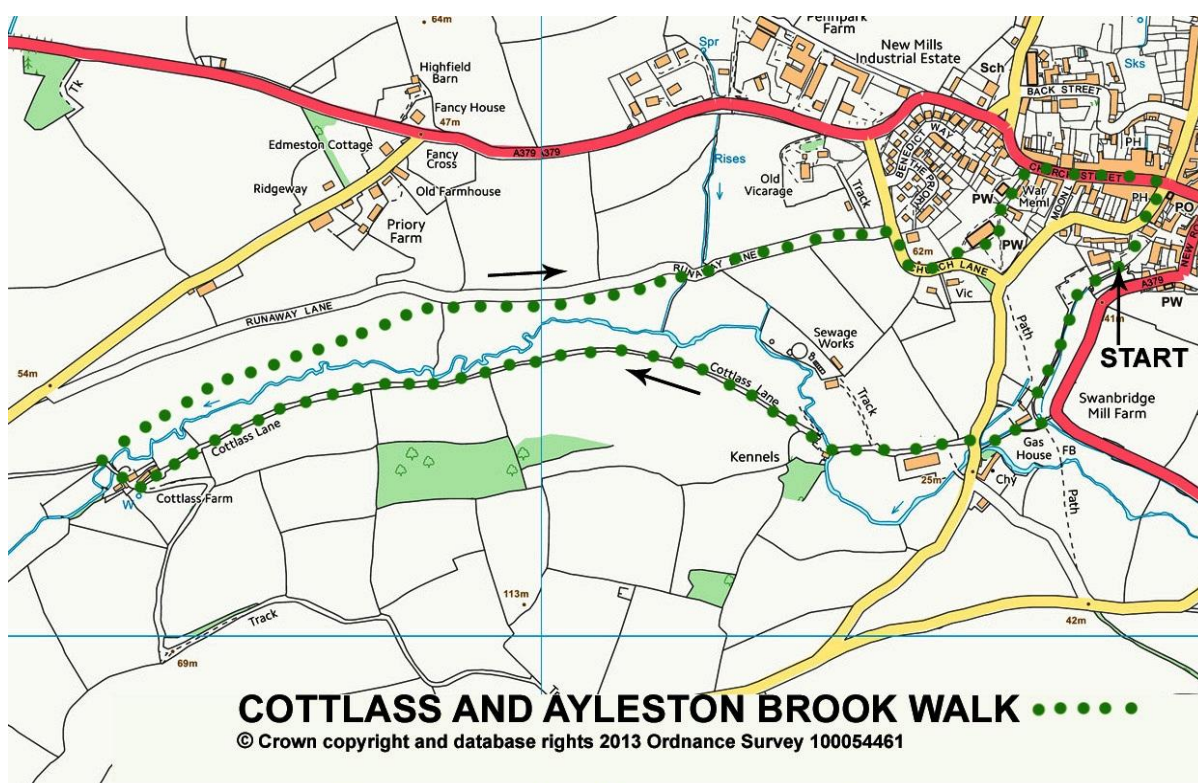 64m
Pennpark
Farm
New Mills
Industrial Estate
Spr
Sch
Sks
Tk
Highfield
Barn
BACK STREET
Fancy House
47m
Edmeston Cottage
Fancy
Cross
A379
A379
BENEDICT WAY
THE PRIORY
PH
Rises
Old
Vicarage
Track
CHURCH STREET
Ridgeway
Old Farmhouse
PW
War
Meml
MOON
PH
PO
Priory
Farm
NEW RO
62m
PW
RUNAWAY LANE
CHURCH LANE
Vic
A379
PW
RUNAWAY LANE
41m
Path
START
Sewage
Works
54m
Cottlass Lane
Track
Swanbridge
Mill Farm
Cottlass Lane
Kennels
Gas
House
FB
25m
Chy
W
Cottlass Farm
Path
113m
Track
42m
69m
COTTLASS AND AYLESTON BROOK WALK
© Crown copyright and database rights 2013 Ordnance Survey 100054461